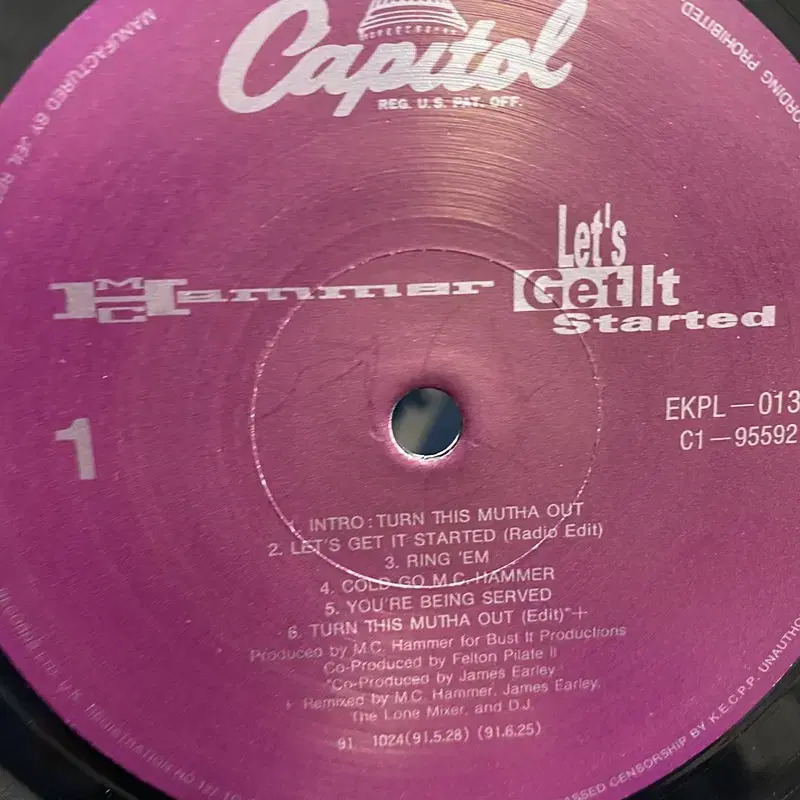 Capitol
REG. U.S. PAT. OFF.
MANUFACTURED BY JEIL
RECORDING PROHIBITED.
MC Hammer
Let's
Get It
Started
1
EKPL—013
C1—95592
1. INTRO : TURN THIS MUTHA OUT
2. LET'S GET IT STARTED (Radio Edit)
3. RING 'EM
4. COLD GO M.C. HAMMER
5. YOU'RE BEING SERVED
6. TURN THIS MUTHA OUT (Edit)*+
Produced by M.C. Hammer for Bust It Productions
Co-Produced by Felton Pilate II
*Co-Produced by James Earley
+ Remixed by M.C. Hammer, James Earley,
The Lone Mixer, and D.J.
91 1024(91.5.28) (91.6.25)
CENSORSHIP BY K.E.C.P.P.